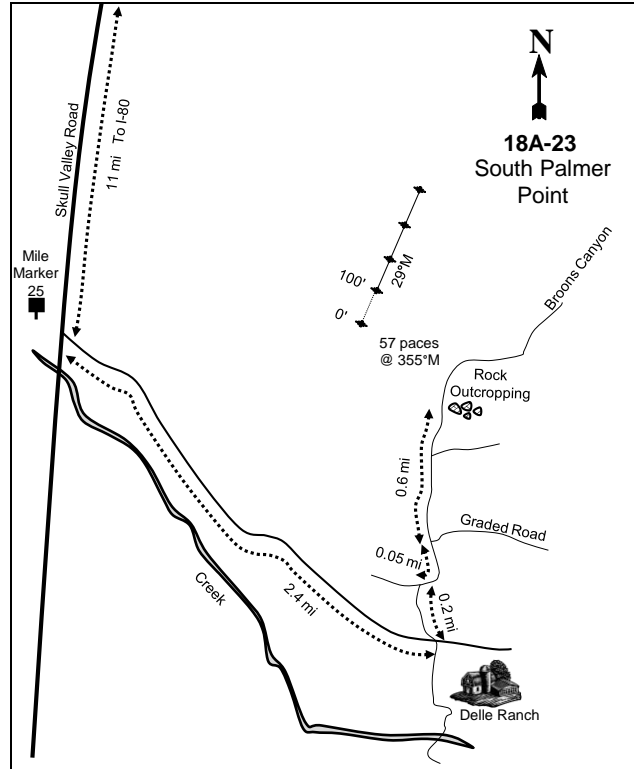 N
18A-23
South Palmer
Point
11 mi To I-80
Skull Valley Road
Mile
Marker
25
100'
29°M
0'
57 paces
@ 355°M
Broons Canyon
Rock
Outcropping
0.6 mi
Graded Road
0.05 mi
0.2 mi
Creek
2.4 mi
Delle Ranch